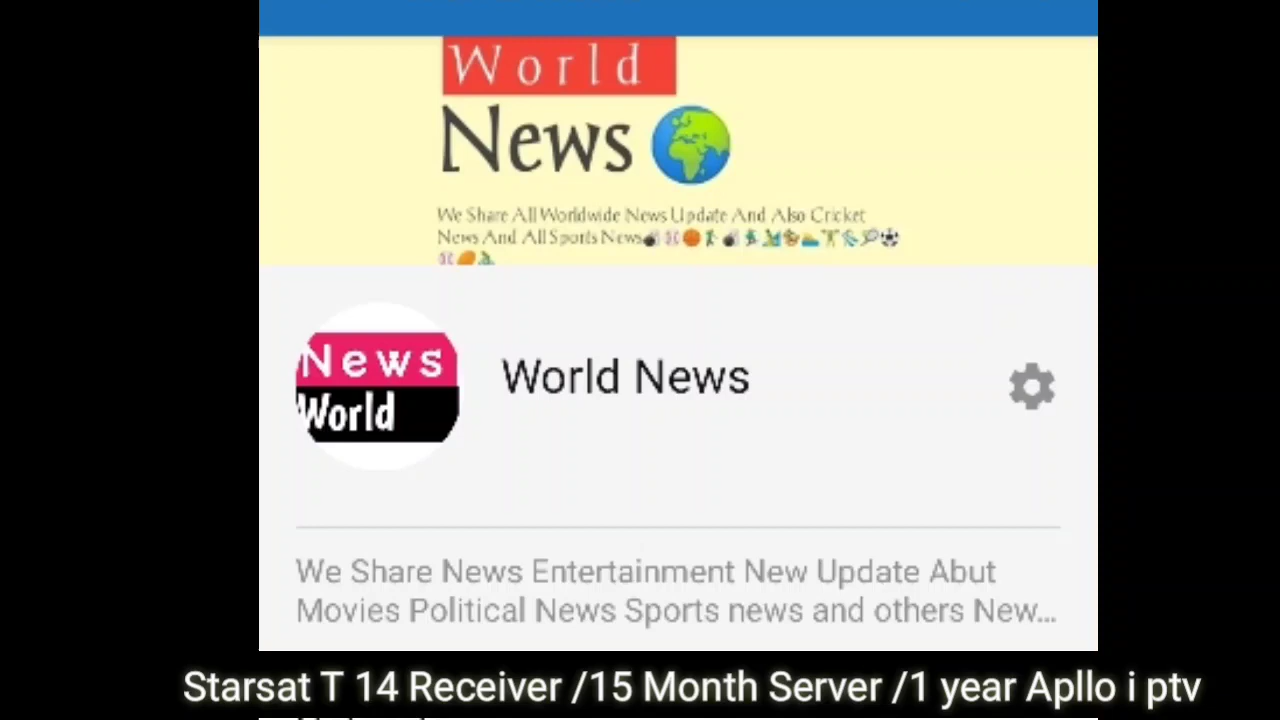 World
News
We Share All Worldwide News Update And Also Cricket
News And All Sports News
News
World
World News
We Share News Entertainment New Update Abut
Movies Political News Sports news and others New...
Starsat T 14 Receiver /15 Month Server /1 year Apllo i ptv